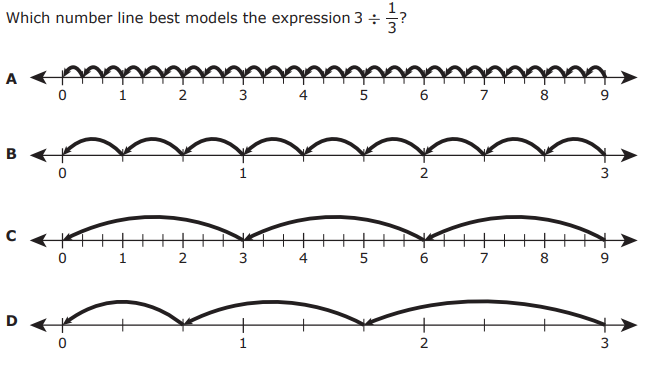 Which number line best models the expression 3 ÷ 1/3?
A
0 1 2 3 4 5 6 7 8 9
B
0 1 2 3
C
0 1 2 3 4 5 6 7 8 9
D
0 1 2 3